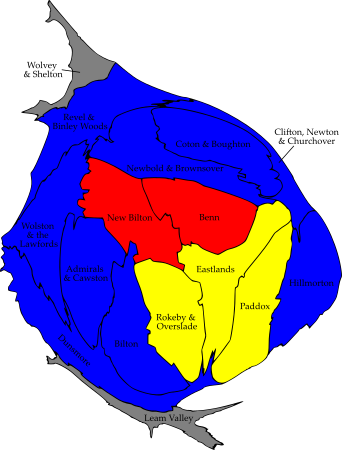 Wolvey
& Shelton
Revel &
Binley Woods
Clifton, Newton
& Churchover
Coton & Boughton
Newbold & Brownsover
New Bilton
Benn
Wolston
& the
Lawfords
Admirals
& Cawston
Eastlands
Hillmorton
Paddox
Rokeby &
Overslade
Bilton
Dunsmore
Leam Valley